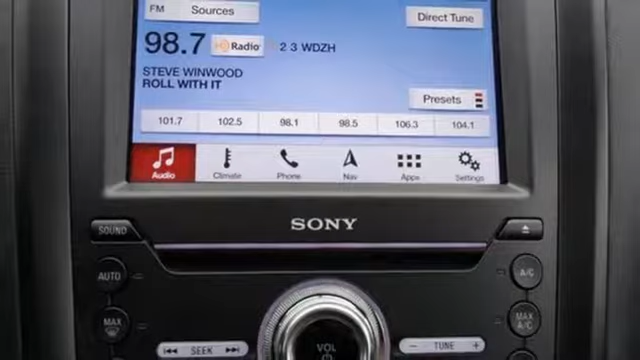 FM Sources
Direct Tune
98.7 HD Radio 2 3 WDZH
STEVE WINWOOD
ROLL WITH IT
Presets
101.7 102.5 98.1 98.5 106.3 104.1
Audio Climate Phone Nav Apps Settings
SONY
SOUND
AUTO A/C
MAX MAX A/C
SEEK VOL TUNE